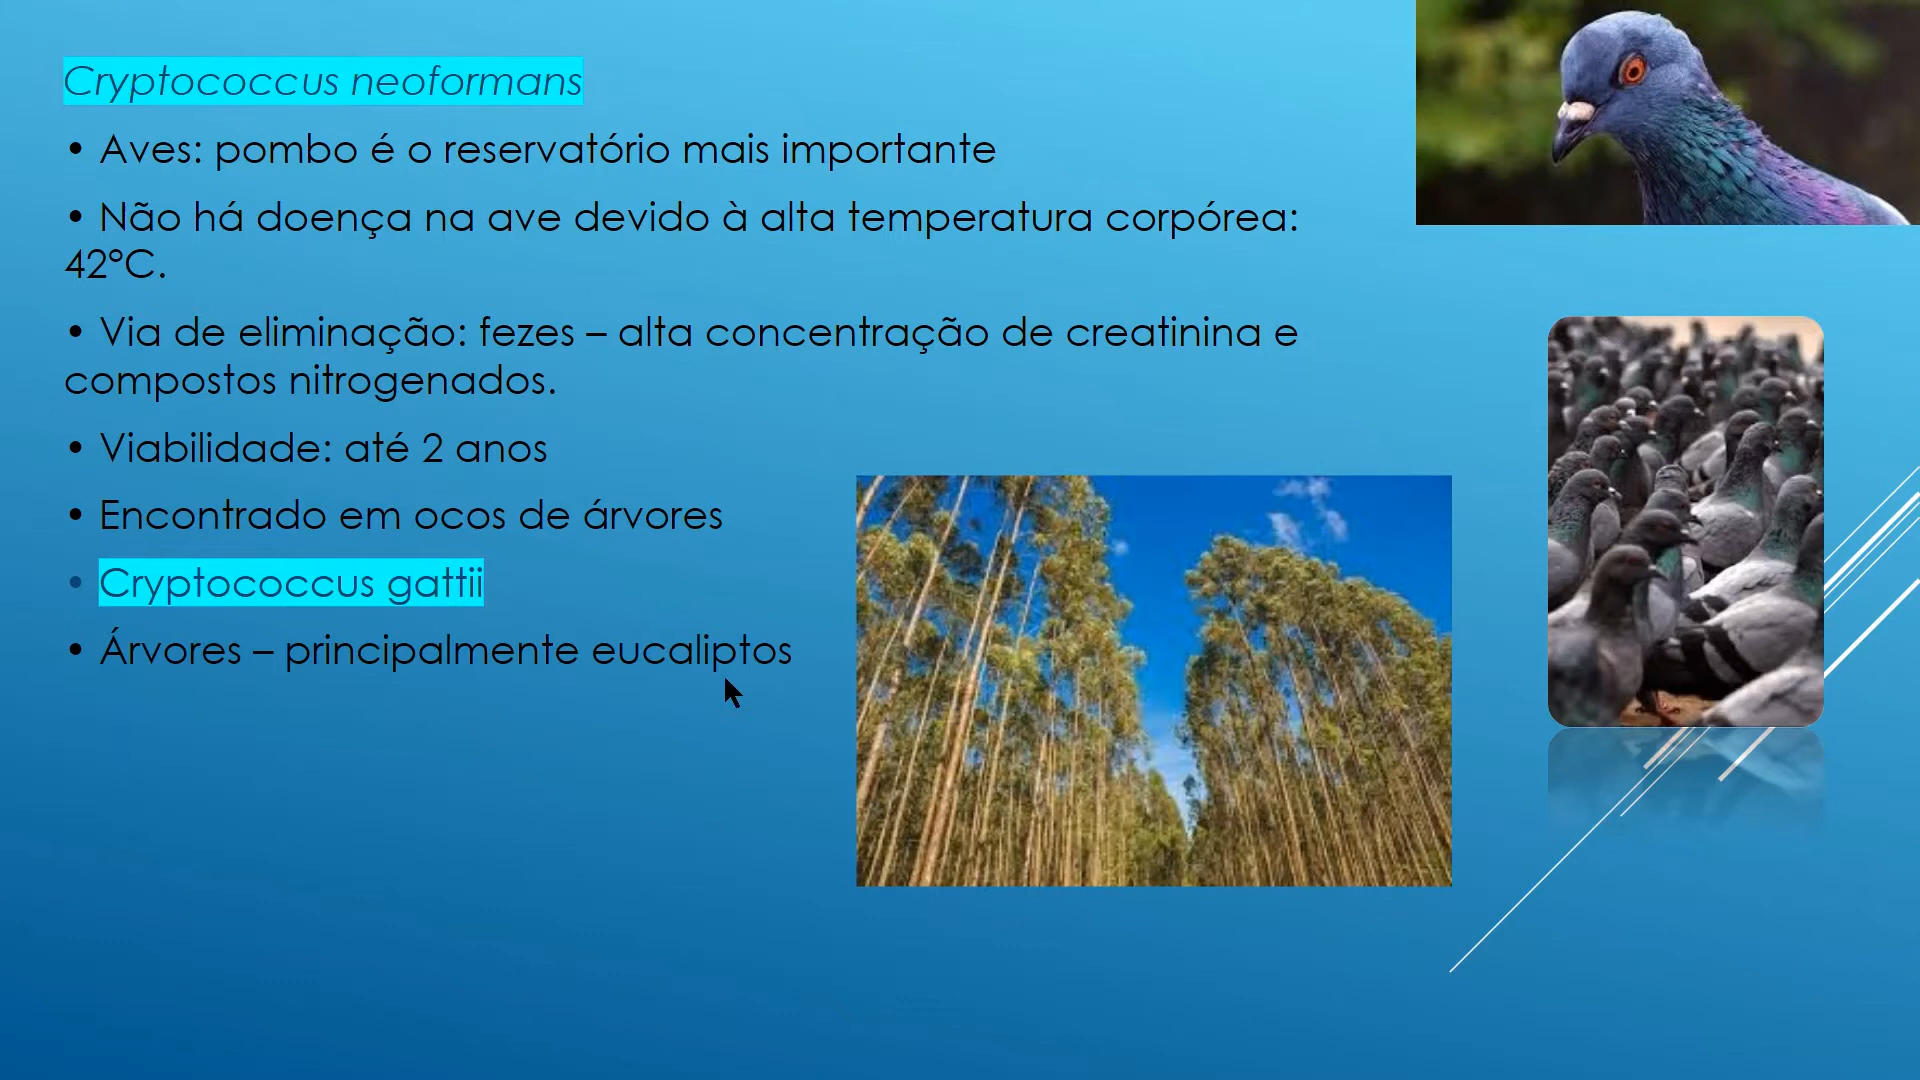 Cryptococcus neoformans
• Aves: pombo é o reservatório mais importante
• Não há doença na ave devido à alta temperatura corpórea:
42°C.
• Via de eliminação: fezes – alta concentração de creatinina e
compostos nitrogenados.
• Viabilidade: até 2 anos
• Encontrado em ocos de árvores
• Cryptococcus gattii
• Árvores – principalmente eucaliptos